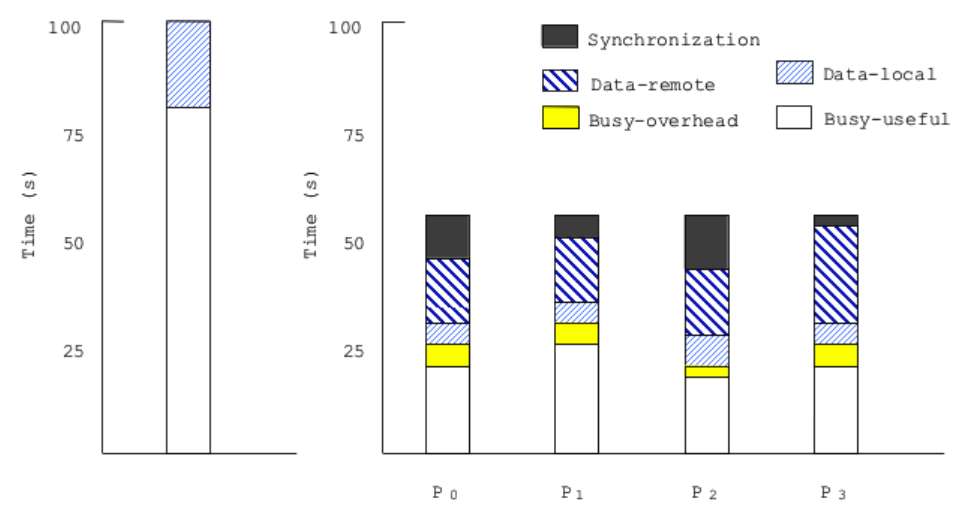 100
75
50
25
Time (s)
100
75
50
25
Time (s)
Synchronization
Data-remote
Data-local
Busy-overhead
Busy-useful
P 0
P 1
P 2
P 3